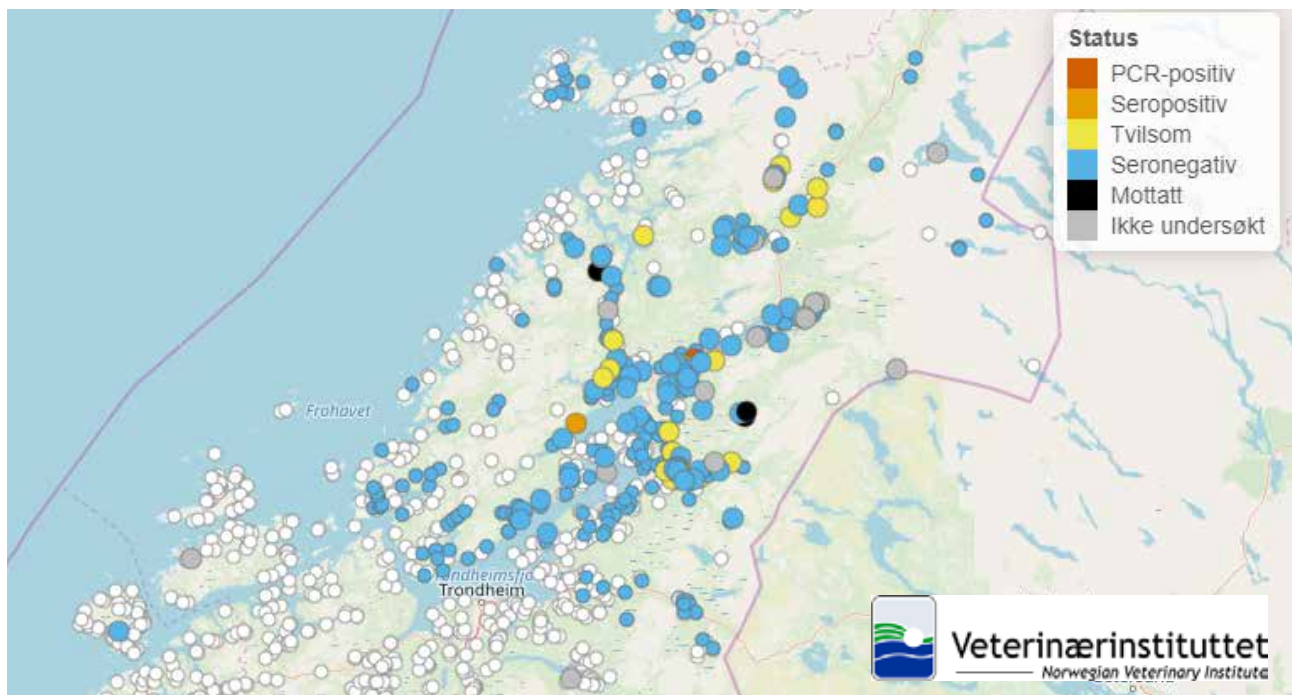 Status
PCR-positiv
Seropositiv
Tvilsom
Seronegativ
Mottatt
Ikke undersøkt
Frohavet
Trondheim
Veterinærinstituttet
Norwegian Veterinary Institute